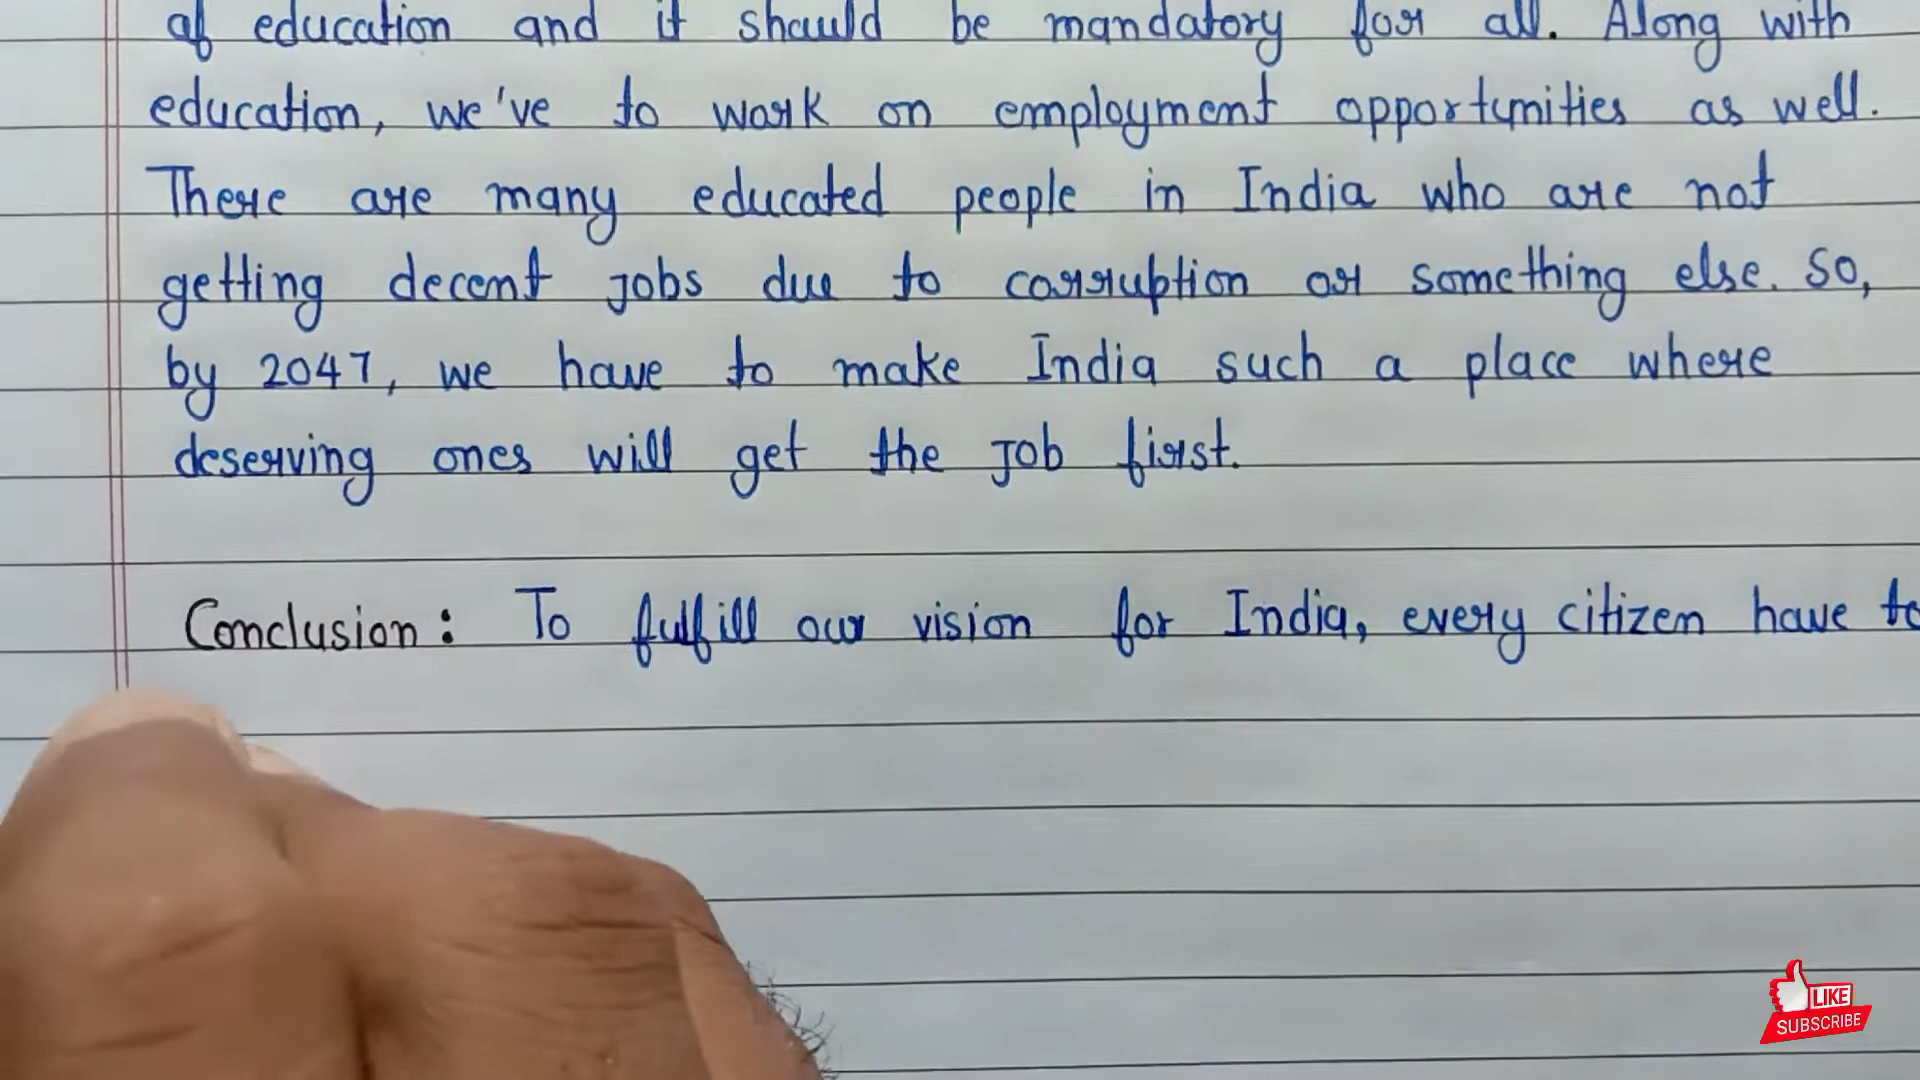 of education and it should be mandatory for all. Along with
education, we've to work on employment opportunities as well.
There are many educated people in India who are not
getting decent jobs due to corruption or something else. So,
by 2047, we have to make India such a place where
deserving ones will get the job first.
Conclusion: To fulfill our vision for India, every citizen have to
LIKE
SUBSCRIBE